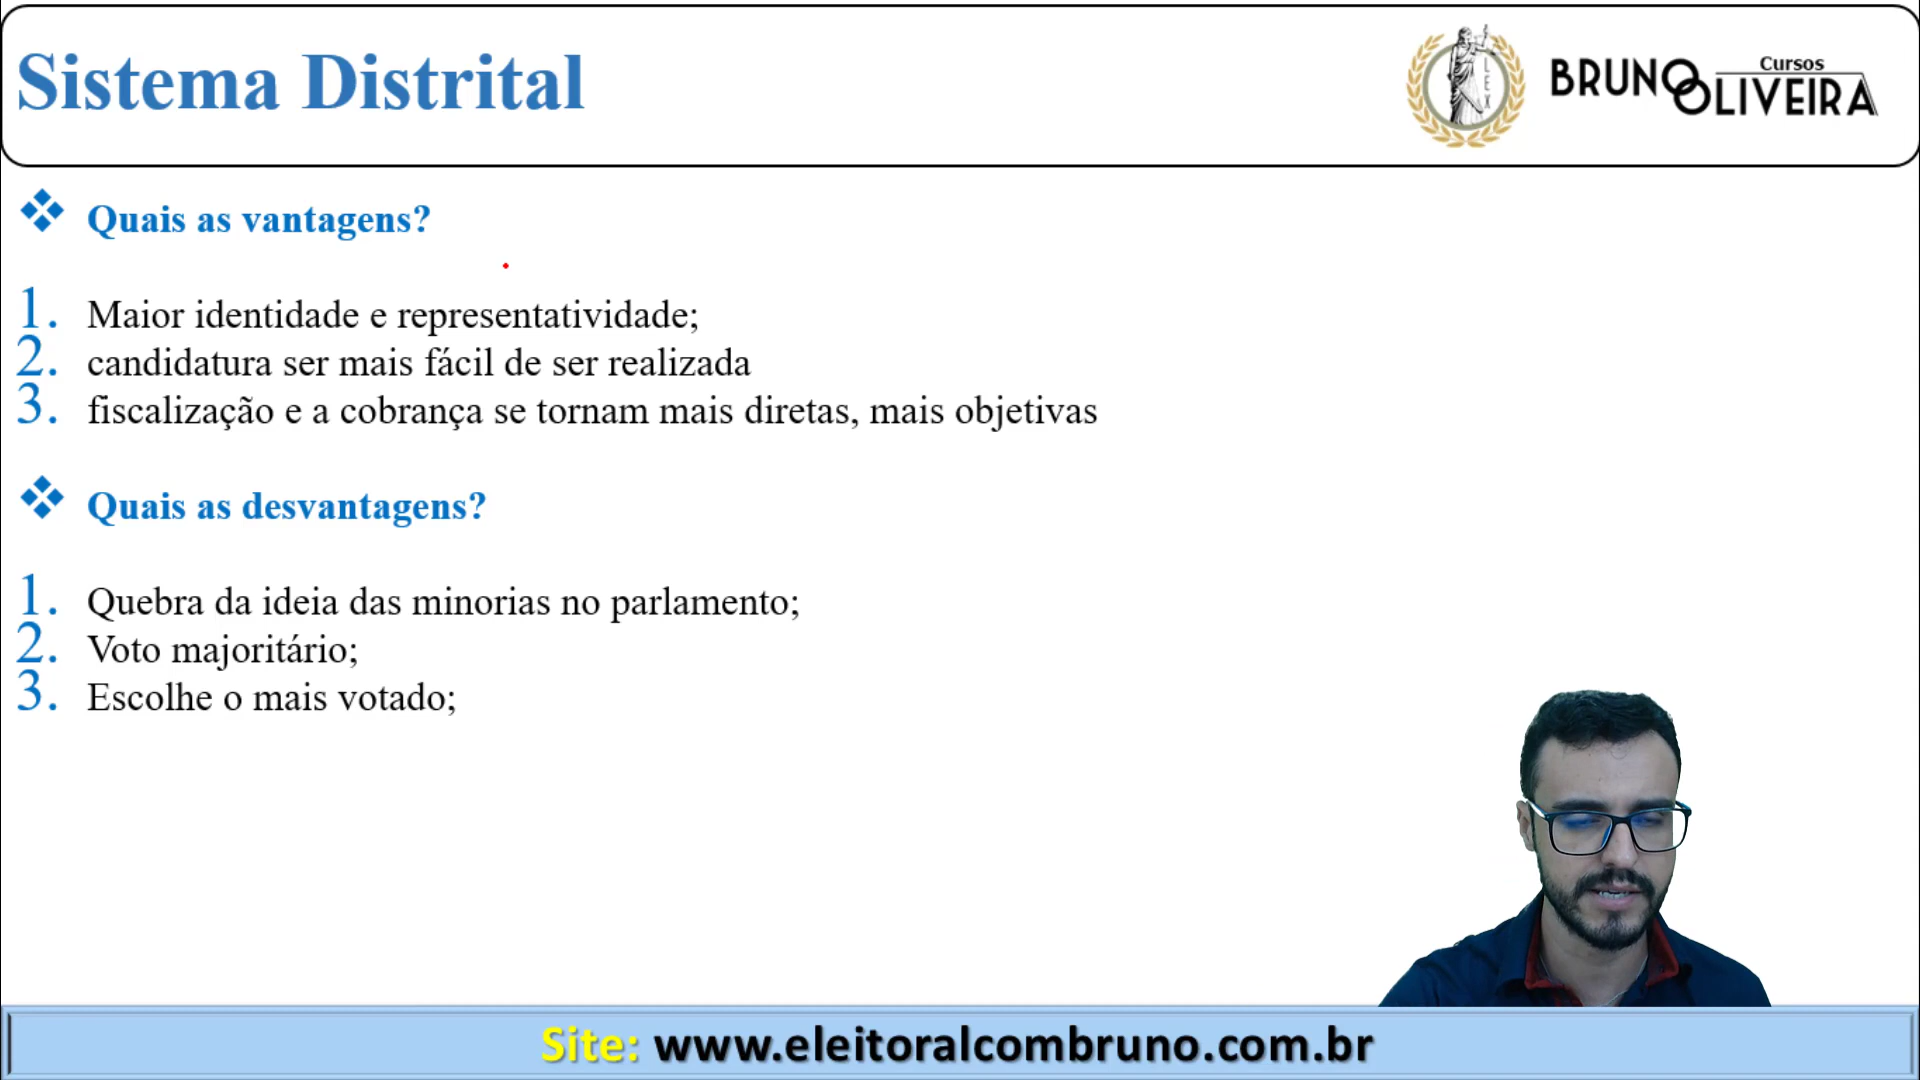 Sistema Distrital
LEX
Cursos
BRUNO OLIVEIRA
❖ Quais as vantagens?
1. Maior identidade e representatividade;
2. candidatura ser mais fácil de ser realizada
3. fiscalização e a cobrança se tornam mais diretas, mais objetivas
❖ Quais as desvantagens?
1. Quebra da ideia das minorias no parlamento;
2. Voto majoritário;
3. Escolhe o mais votado;
Site: www.eleitoralcombruno.com.br